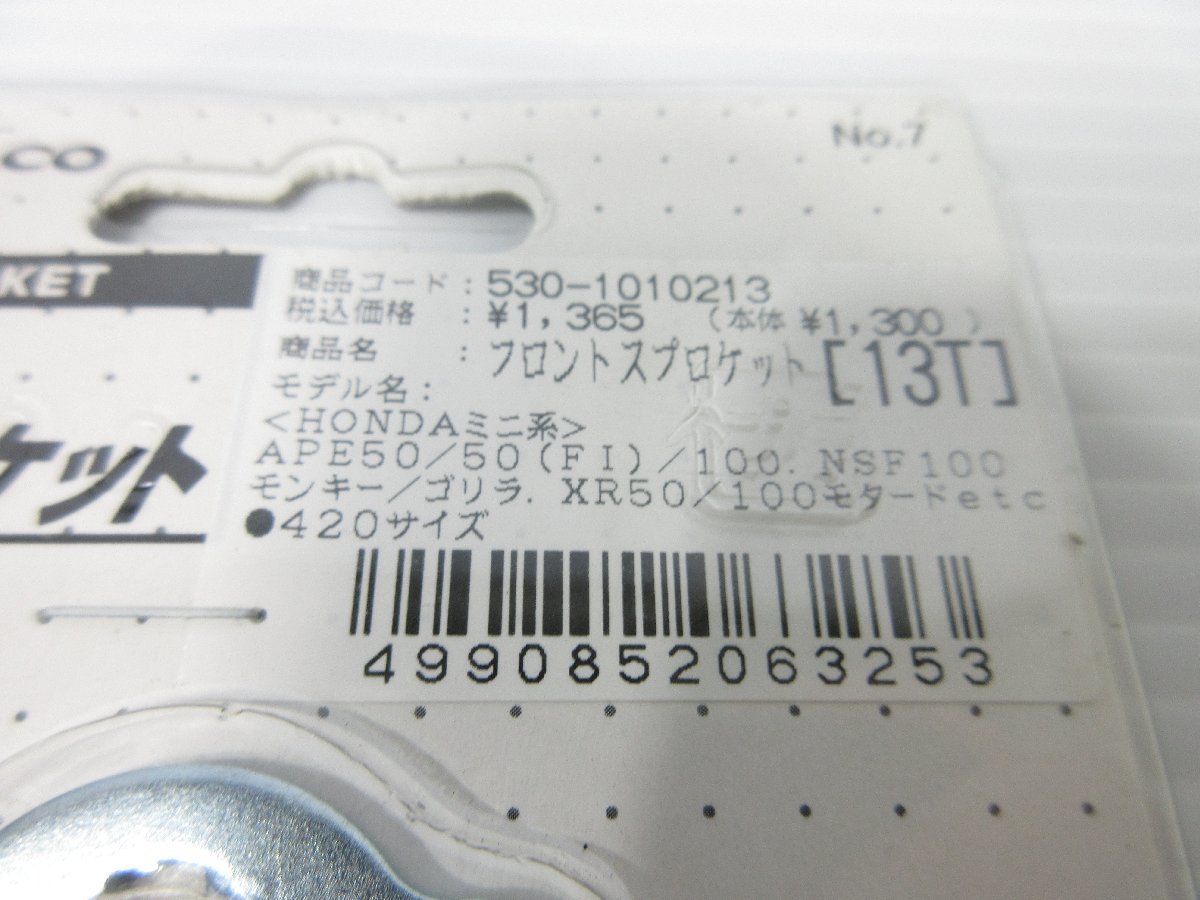 No.7
CO
KET
商品コード:530-1010213
税込価格 :¥1,365 (本体 ¥1,300 )
商品名 :フロントスプロケット[13T]
モデル名:
<HONDAミニ系>
APE50/50(FI)/100. NSF100
モンキー/ゴリラ. XR50/100モタードetc
●420サイズ
ケット
4990852063253